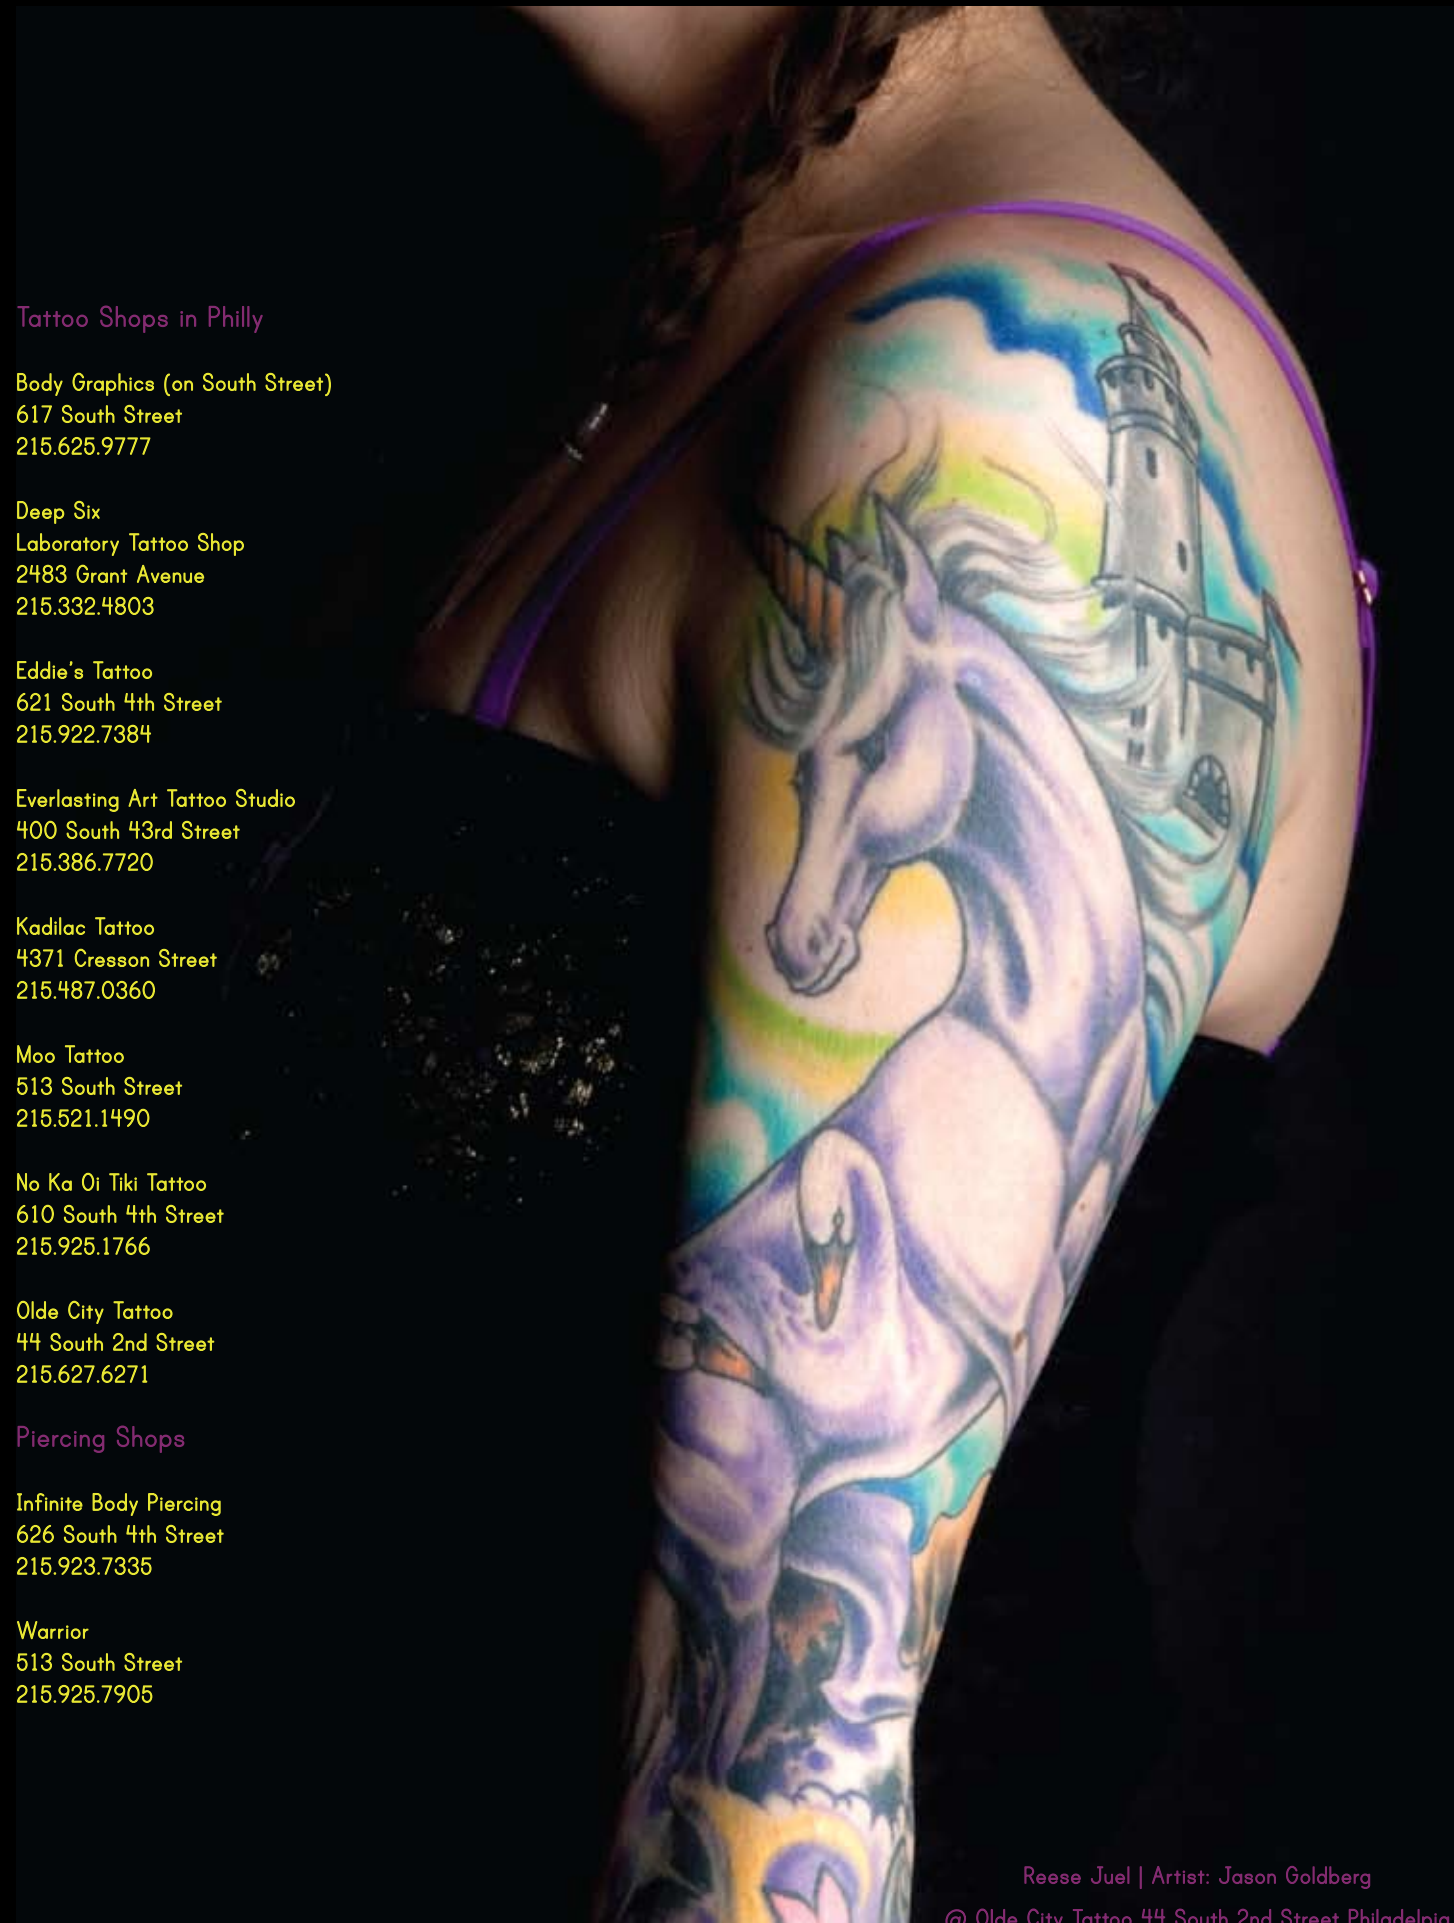 Tattoo Shops in Philly
Body Graphics (on South Street)
617 South Street
215.625.9777
Deep Six
Laboratory Tattoo Shop
2483 Grant Avenue
215.332.4803
Eddie's Tattoo
621 South 4th Street
215.922.7384
Everlasting Art Tattoo Studio
400 South 43rd Street
215.386.7720
Kadilac Tattoo
4371 Cresson Street
215.487.0360
Moo Tattoo
513 South Street
215.521.1490
No Ka Oi Tiki Tattoo
610 South 4th Street
215.925.1766
Olde City Tattoo
44 South 2nd Street
215.627.6271
Piercing Shops
Infinite Body Piercing
626 South 4th Street
215.923.7335
Warrior
513 South Street
215.925.7905
Reese Juel | Artist: Jason Goldberg
@ Olde City Tattoo 44 South 2nd Street Philadelpia